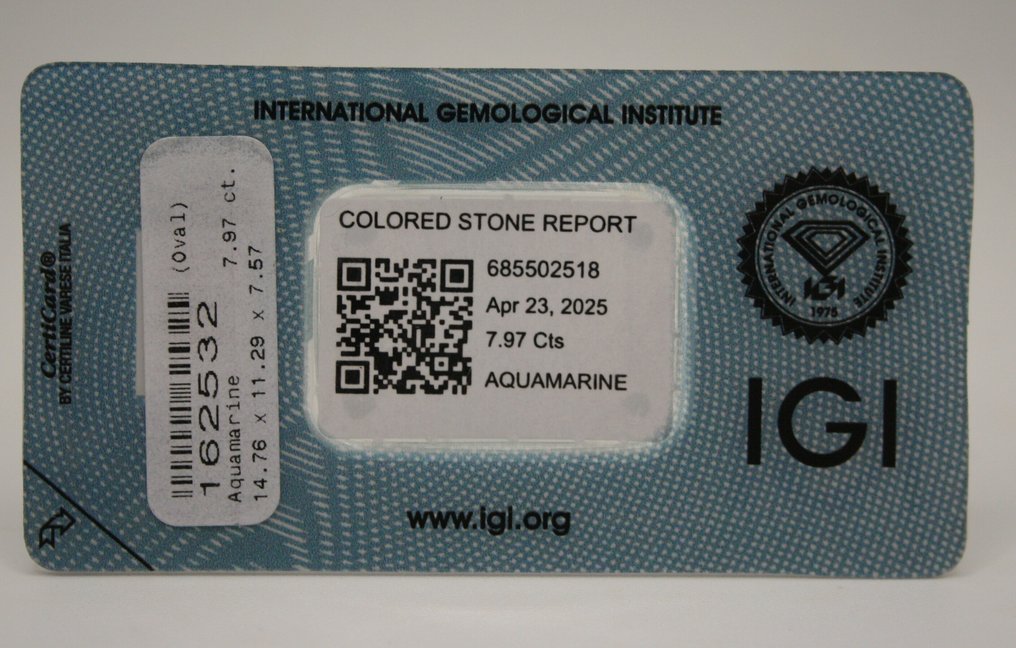 INTERNATIONAL GEMOLOGICAL INSTITUTE
COLORED STONE REPORT
685502518
Apr 23, 2025
7.97 Cts
AQUAMARINE
INTERNATIONAL GEMOLOGICAL INSTITUTE
IGI
1975
IGI
www.igi.org
CertiCard®
BY CERTILINE VARESE ITALIA
(Oval)
162532
Aquamarine 7.97 ct.
14.76 x 11.29 x 7.57